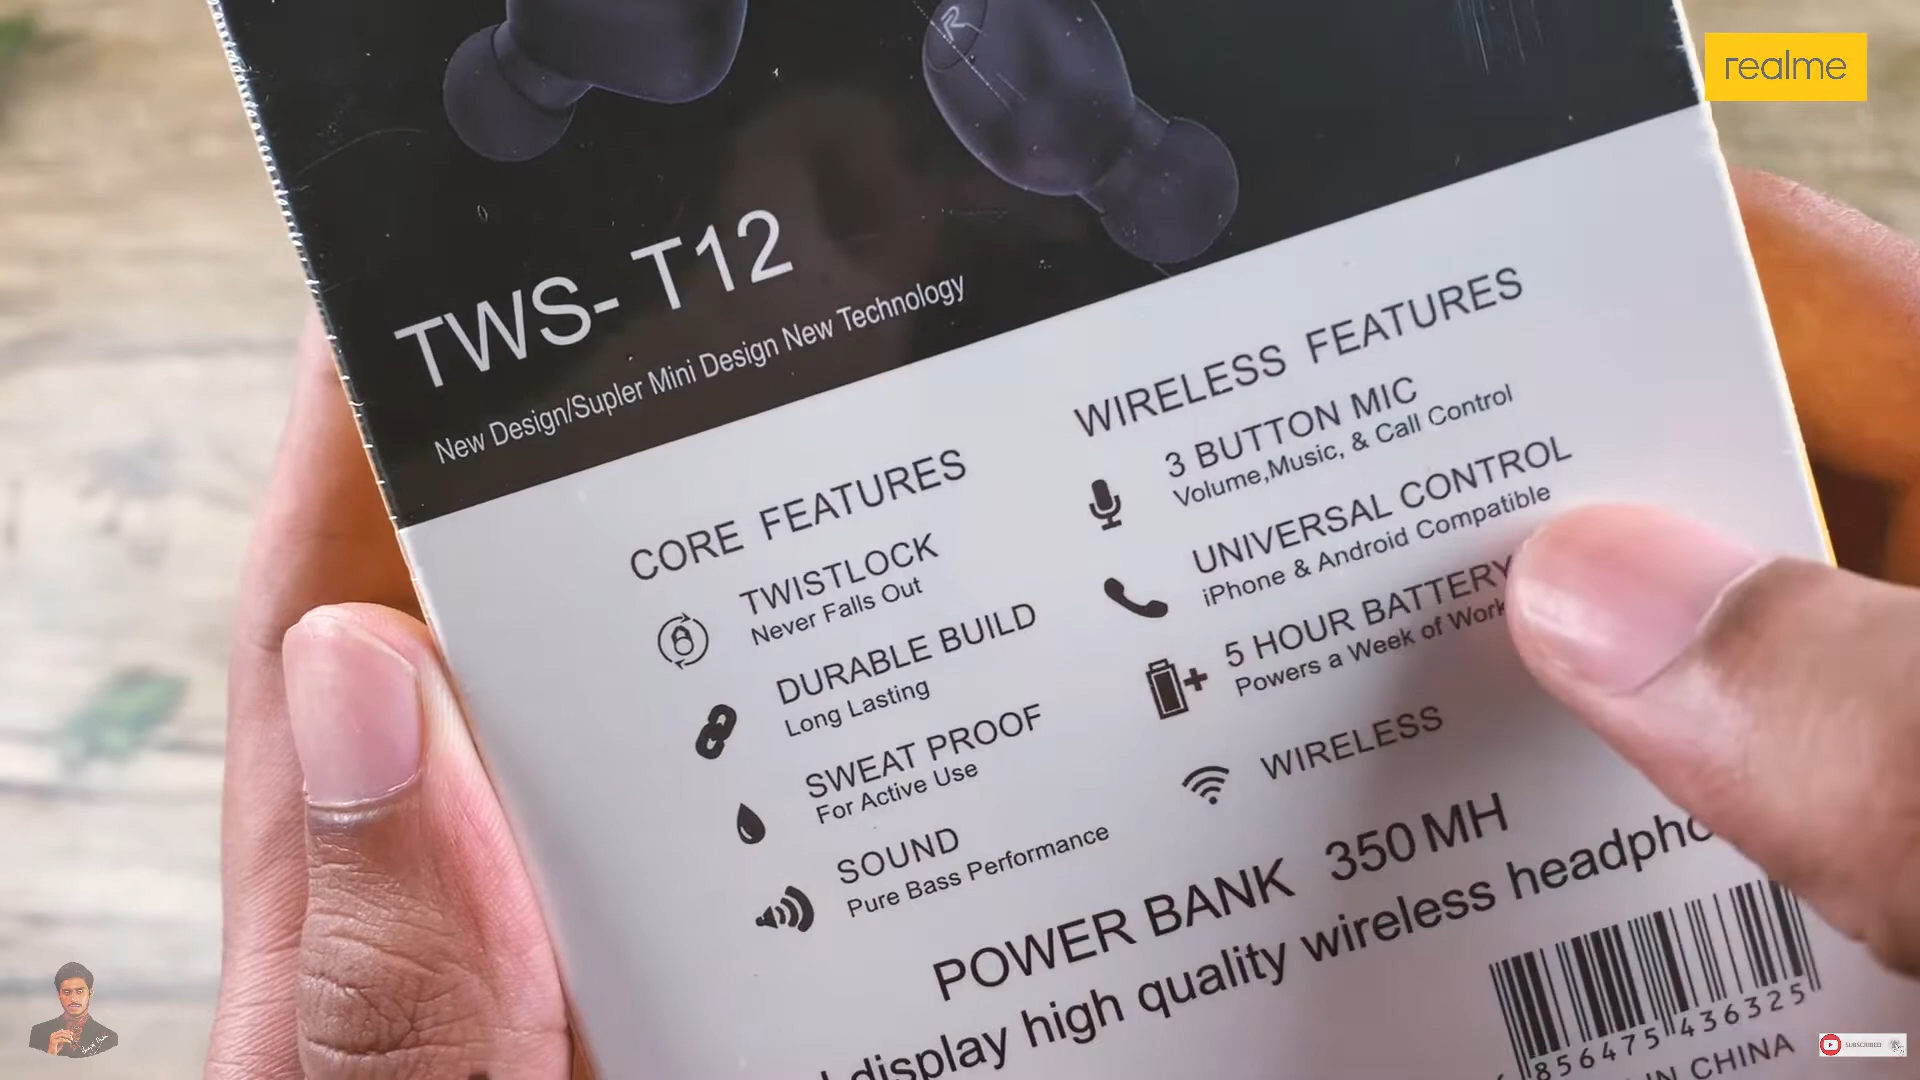 realme
R
TWS- T12
New Design/Supler Mini Design New Technology
CORE FEATURES
TWISTLOCK
Never Falls Out
DURABLE BUILD
Long Lasting
SWEAT PROOF
For Active Use
SOUND
Pure Bass Performance
WIRELESS FEATURES
3 BUTTON MIC
Volume,Music, & Call Control
UNIVERSAL CONTROL
iPhone & Android Compatible
5 HOUR BATTERY
Powers a Week of Work
WIRELESS
POWER BANK 350 MH
display high quality wireless headpho
856475 436325
IN CHINA
SUBSCRIBED